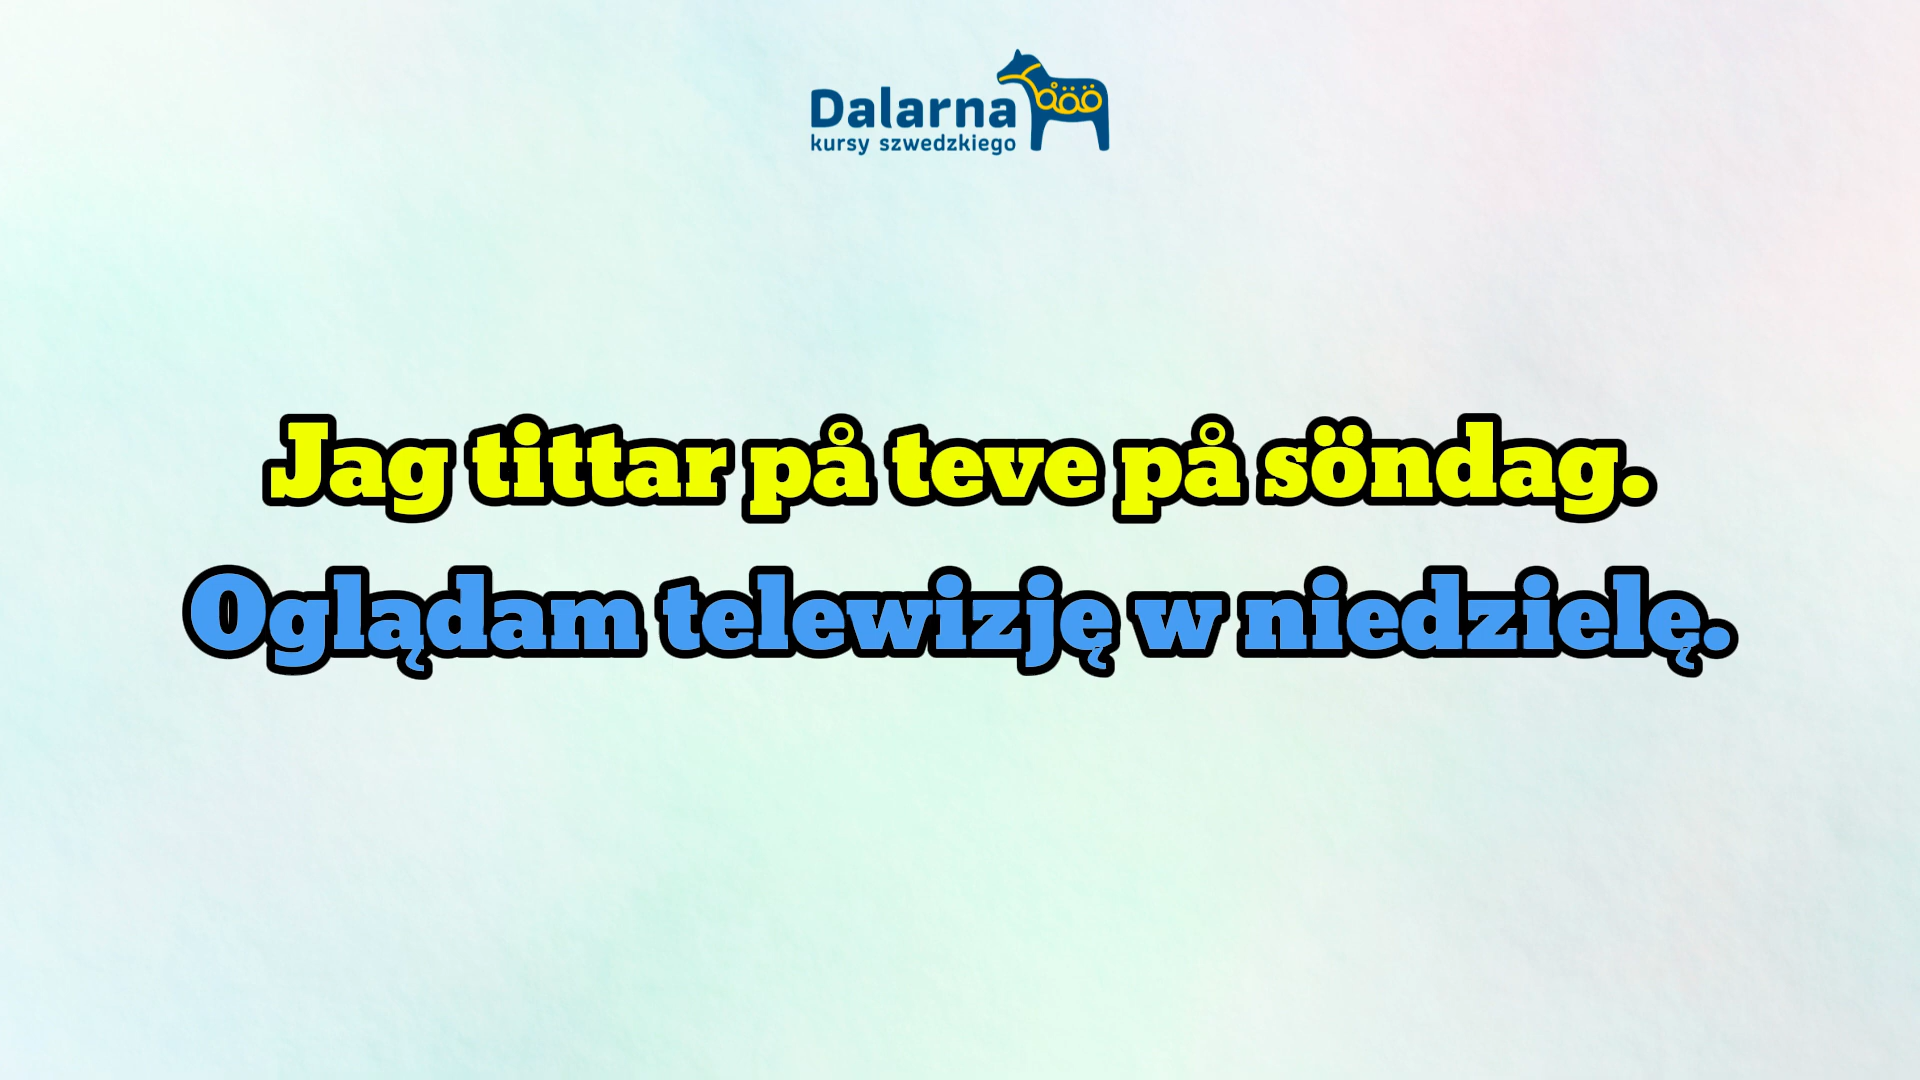 Dalarna
kursy szwedzkiego
Jag tittar på teve på söndag.
Oglądam telewizję w niedzielę.